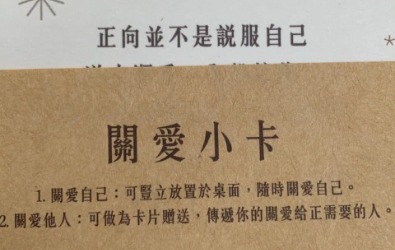 正向並不是説服自己
關愛小卡
1. 關愛自己：可豎立放置於桌面，隨時關愛自己。
2. 關愛他人：可做為卡片贈送，傳遞你的關愛給正需要的人。